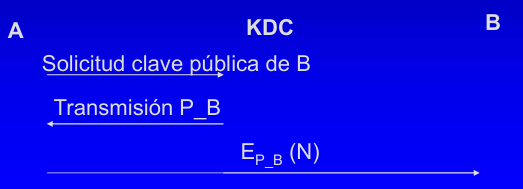 A KDC B
Solicitud clave pública de B
Transmisión P_B
E_P_B (N)